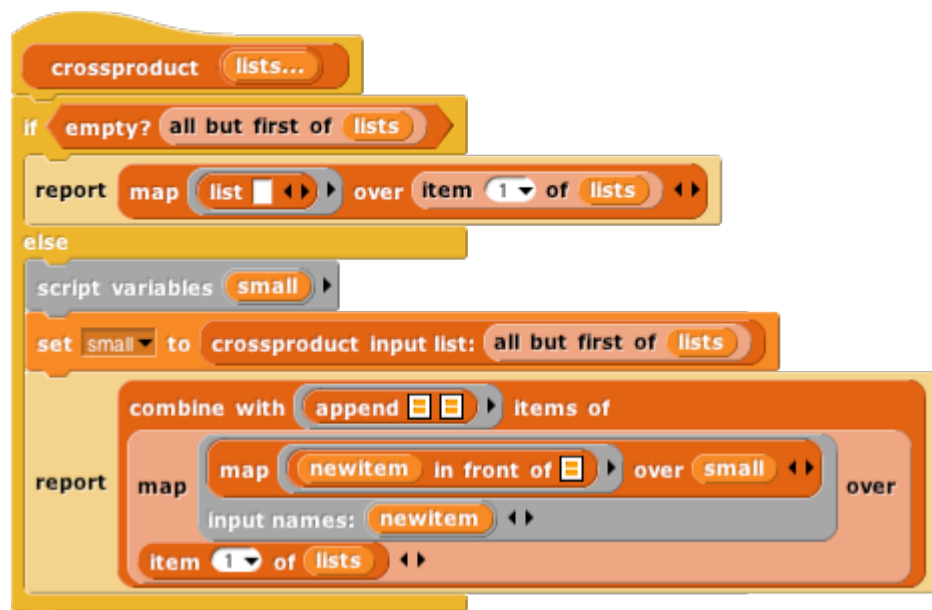 crossproduct lists...
if empty? all but first of lists
report map list over item 1 of lists
else
script variables small
set small to crossproduct input list: all but first of lists
combine with append items of
map newitem in front of over small
report map over
input names: newitem
item 1 of lists